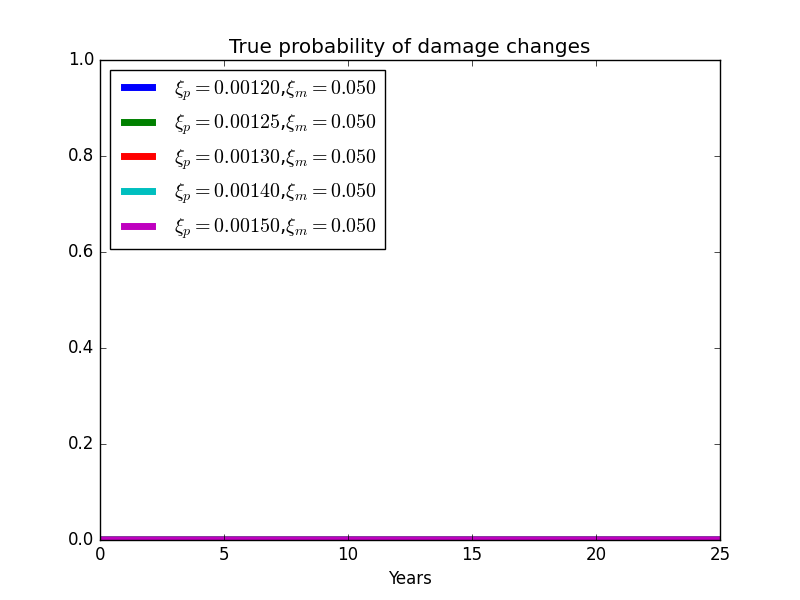 True probability of damage changes
1.0
ξₚ = 0.00120,ξₘ = 0.050
ξₚ = 0.00125,ξₘ = 0.050
0.8
ξₚ = 0.00130,ξₘ = 0.050
ξₚ = 0.00140,ξₘ = 0.050
ξₚ = 0.00150,ξₘ = 0.050
0.6
0.4
0.2
0.0
0 5 10 15 20 25
Years